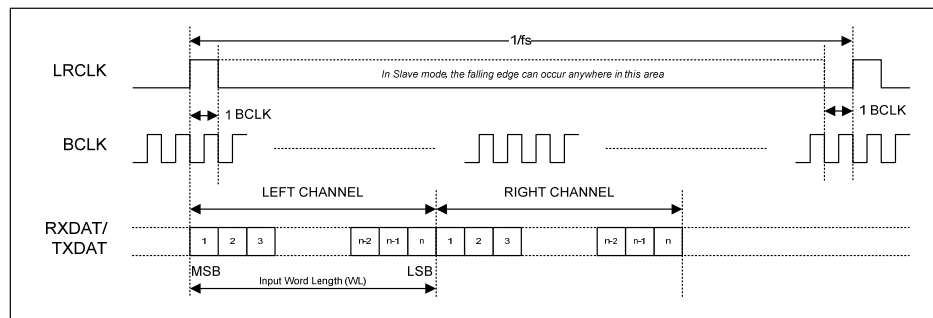 1/fs
LRCLK
In Slave mode, the falling edge can occur anywhere in this area
1 BCLK
1 BCLK
BCLK
LEFT CHANNEL
RIGHT CHANNEL
RXDAT/
TXDAT
1 2 3 n-2 n-1 n 1 2 3 n-2 n-1 n
MSB LSB
Input Word Length (WL)